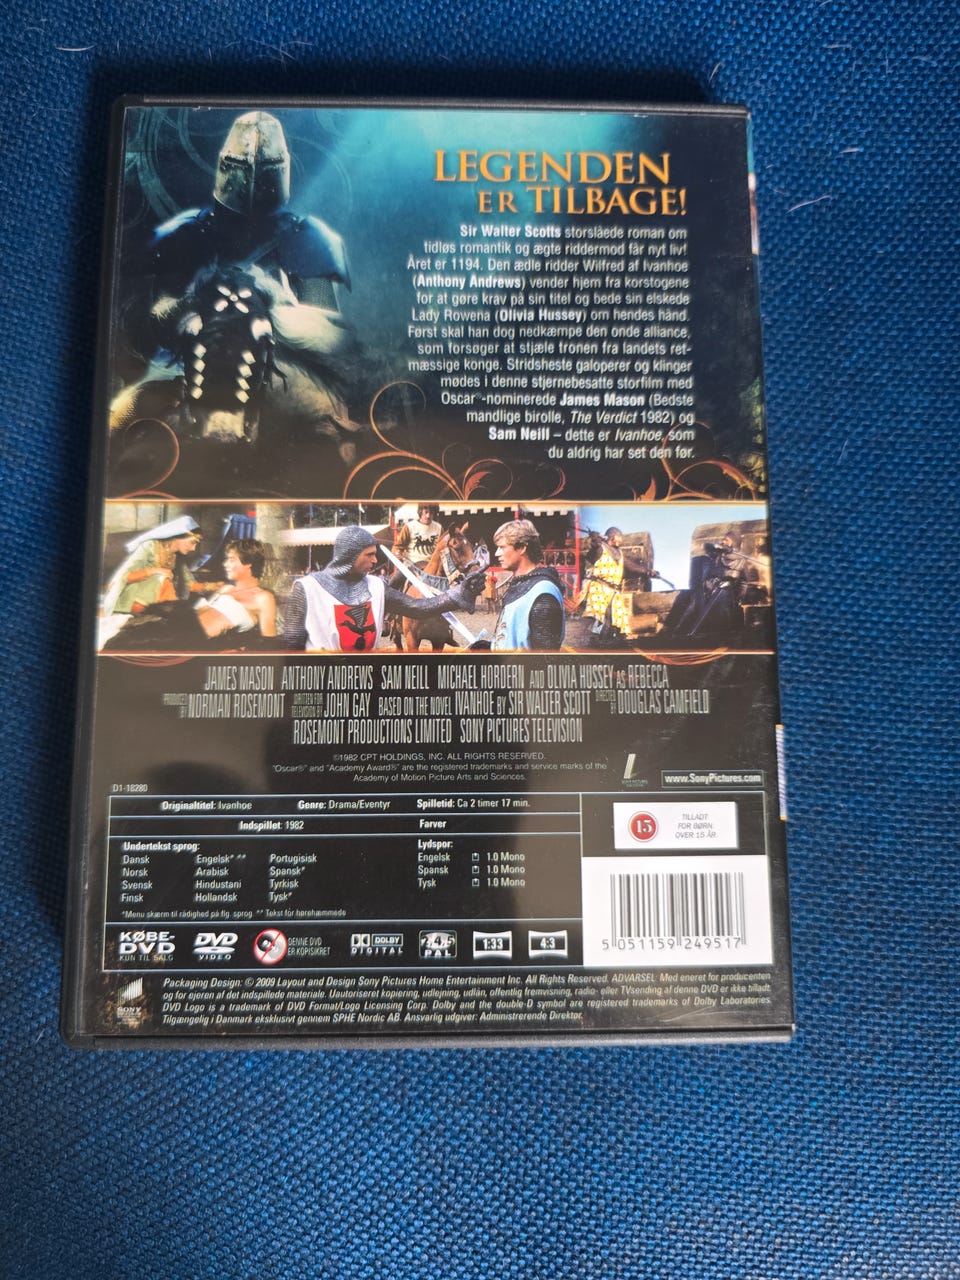 LEGENDEN
ER TILBAGE!
Sir Walter Scotts storslåede roman om
tidløs romantik og ægte riddermod får nyt liv!
Året er 1194. Den ædle ridder Wilfred af Ivanhoe
(Anthony Andrews) vender hjem fra korstogene
for at gøre krav på sin titel og bede sin elskede
Lady Rowena (Olivia Hussey) om hendes hånd.
Først skal han dog nedkæmpe den onde alliance,
som forsøger at stjæle tronen fra landets ret-
mæssige konge. Stridsheste galoperer og klinger
mødes i denne stjernebesatte storfilm med
Oscar®-nominerede James Mason (Bedste
mandlige birolle, The Verdict 1982) og
Sam Neill – dette er Ivanhoe, som
du aldrig har set den før.
JAMES MASON ANTHONY ANDREWS SAM NEILL MICHAEL HORDERN AND OLIVIA HUSSEY AS REBECCA
PRODUCED BY NORMAN ROSEMONT WRITTEN FOR TELEVISION BY JOHN GAY BASED ON THE NOVEL IVANHOE BY SIR WALTER SCOTT DIRECTED BY DOUGLAS CAMFIELD
ROSEMONT PRODUCTIONS LIMITED SONY PICTURES TELEVISION
©1982 CPT HOLDINGS, INC. ALL RIGHTS RESERVED.
"Oscar®" and "Academy Award®" are the registered trademarks and service marks of the
Academy of Motion Picture Arts and Sciences.
www.SonyPictures.com
D1-18280
Originaltitel: Ivanhoe Genre: Drama/Eventyr Spilletid: Ca 2 timer 17 min.
Indspillet: 1982 Farver
Undertekst sprog:
Dansk Engelsk* ** Portugisisk
Norsk Arabisk Spansk*
Svensk Hindustani Tyrkisk
Finsk Hollandsk Tysk*
*Menu skærm til rådighed på flg. sprog. ** Tekst for hørehæmmede
Lydspor:
Engelsk 1.0 Mono
Spansk 1.0 Mono
Tysk 1.0 Mono
15
TILLADT
FOR BØRN
OVER 15 ÅR.
5 051159 249517
KØBE-
DVD
KUN TIL SALG
DVD
VIDEO
DENNE DVD
ER KOPISIKRET
DOLBY
DIGITAL
2,4,5
PAL
1:33
4:3
SONY
Packaging Design: © 2009 Layout and Design Sony Pictures Home Entertainment Inc. All Rights Reserved. ADVARSEL: Med eneret for producenten
og for ejeren af det indspillede materiale. Uautoriseret kopiering, udlejning, udlån, offentlig fremvisning, radio- eller TVsending af denne DVD er ikke tilladt.
DVD Logo is a trademark of DVD Format/Logo Licensing Corp. Dolby and the double-D symbol are registered trademarks of Dolby Laboratories.
Tilgængelig i Danmark eksklusivt gennem SPHE Nordic AB. Ansvarlig udgiver: Administrerende Direktør.